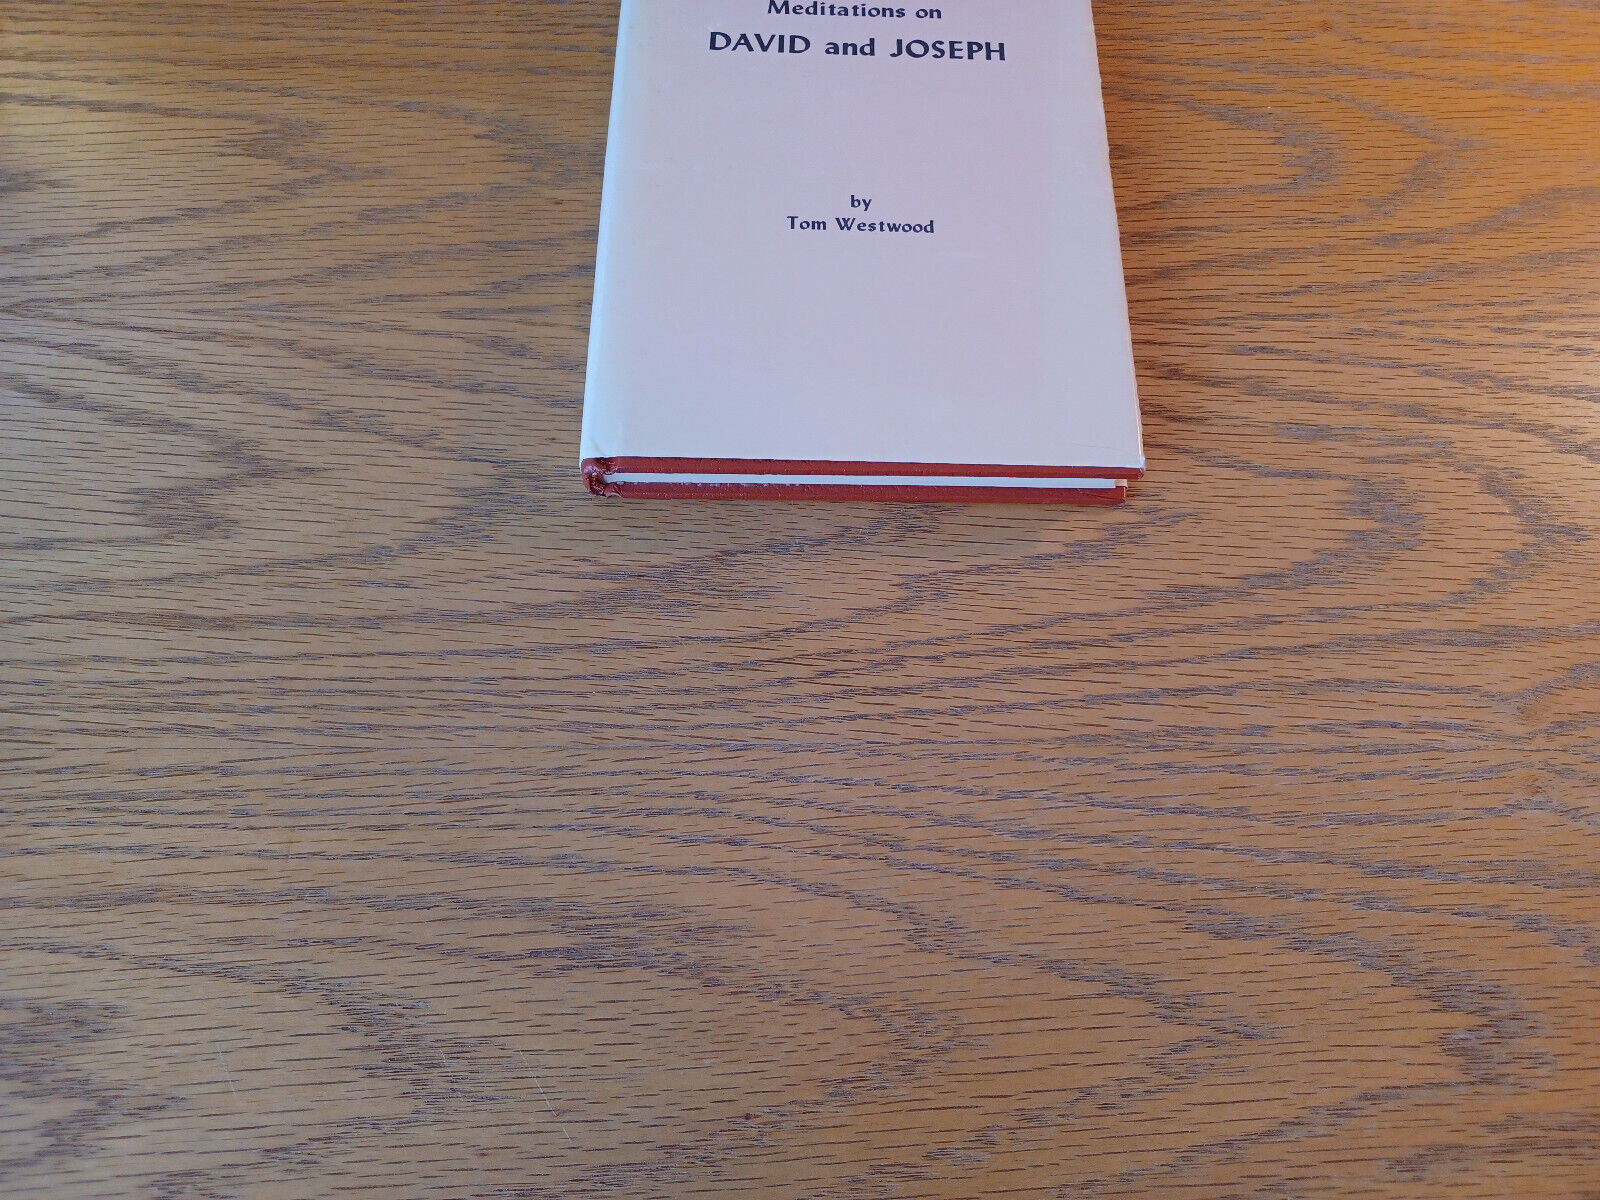 Meditations on
DAVID and JOSEPH
by
Tom Westwood